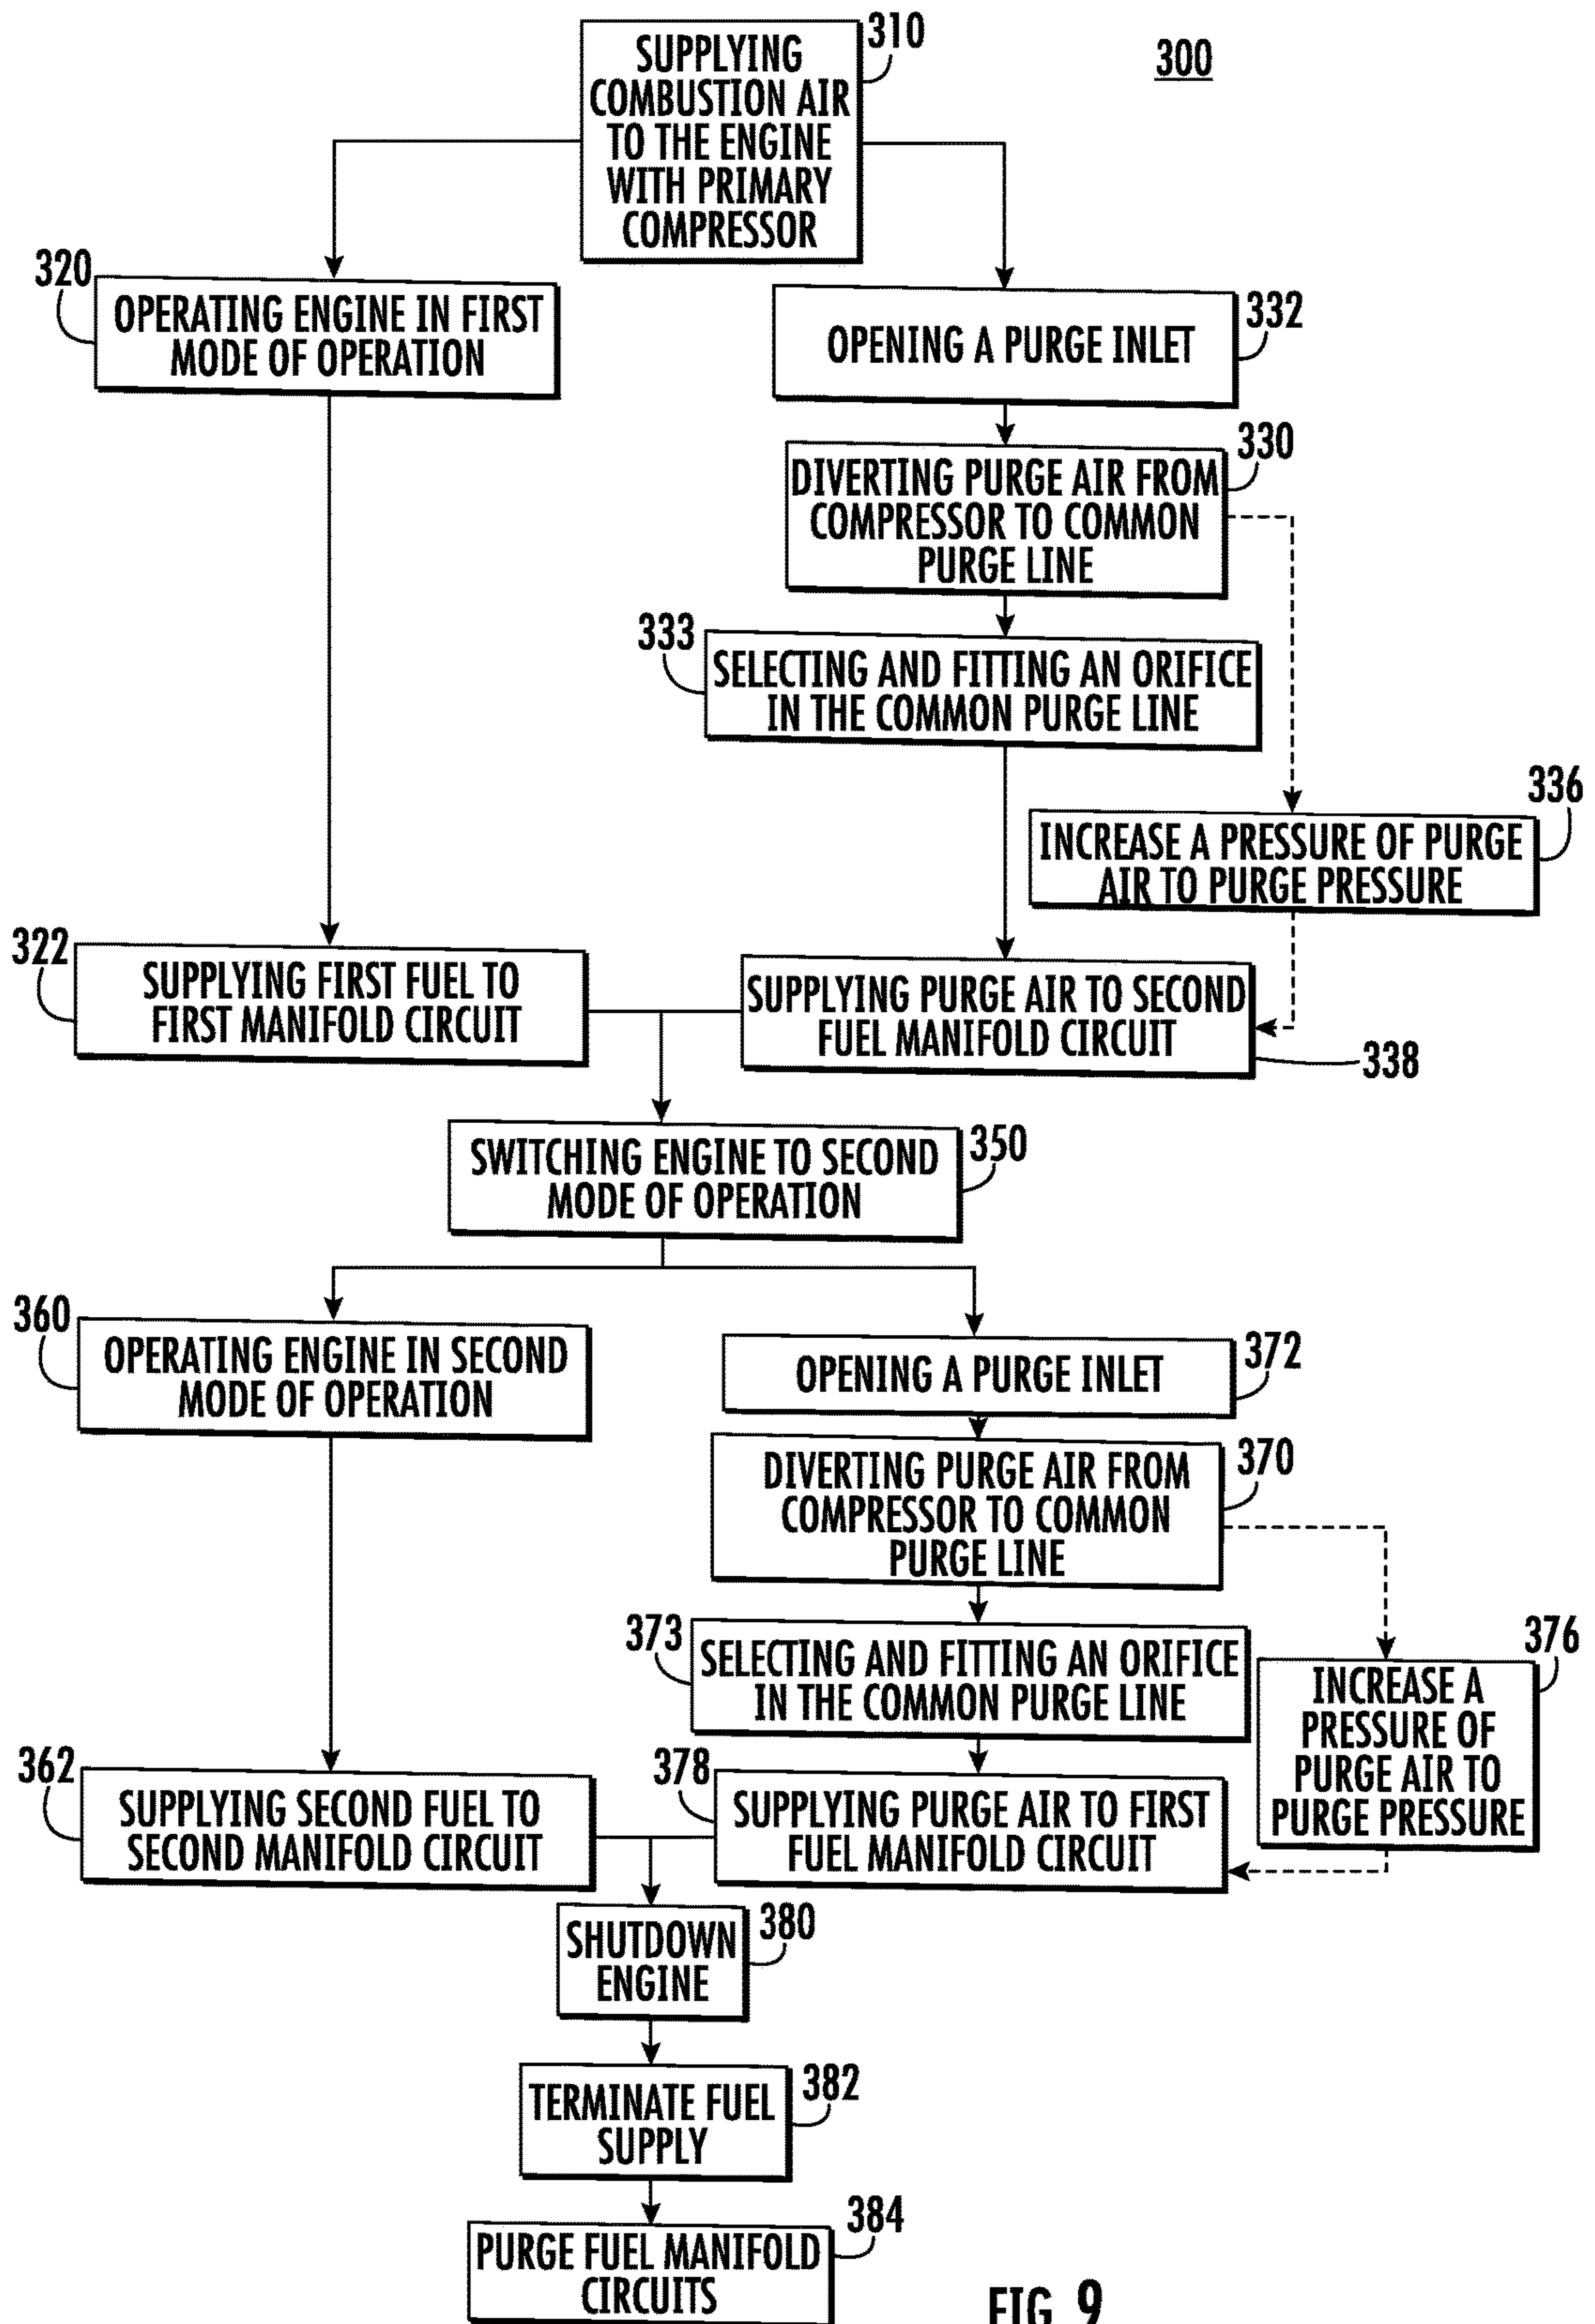 300
310
SUPPLYING
COMBUSTION AIR
TO THE ENGINE
WITH PRIMARY
COMPRESSOR
320
OPERATING ENGINE IN FIRST
MODE OF OPERATION
332
OPENING A PURGE INLET
330
DIVERTING PURGE AIR FROM
COMPRESSOR TO COMMON
PURGE LINE
333
SELECTING AND FITTING AN ORIFICE
IN THE COMMON PURGE LINE
336
INCREASE A PRESSURE OF PURGE
AIR TO PURGE PRESSURE
322
SUPPLYING FIRST FUEL TO
FIRST MANIFOLD CIRCUIT
SUPPLYING PURGE AIR TO SECOND
FUEL MANIFOLD CIRCUIT
338
SWITCHING ENGINE TO SECOND
MODE OF OPERATION
350
360
OPERATING ENGINE IN SECOND
MODE OF OPERATION
372
OPENING A PURGE INLET
370
DIVERTING PURGE AIR FROM
COMPRESSOR TO COMMON
PURGE LINE
373
SELECTING AND FITTING AN ORIFICE
IN THE COMMON PURGE LINE
376
INCREASE A
PRESSURE OF
PURGE AIR TO
PURGE PRESSURE
362
SUPPLYING SECOND FUEL TO
SECOND MANIFOLD CIRCUIT
378
SUPPLYING PURGE AIR TO FIRST
FUEL MANIFOLD CIRCUIT
380
SHUTDOWN
ENGINE
382
TERMINATE FUEL
SUPPLY
384
PURGE FUEL MANIFOLD
CIRCUITS
FIG. 9